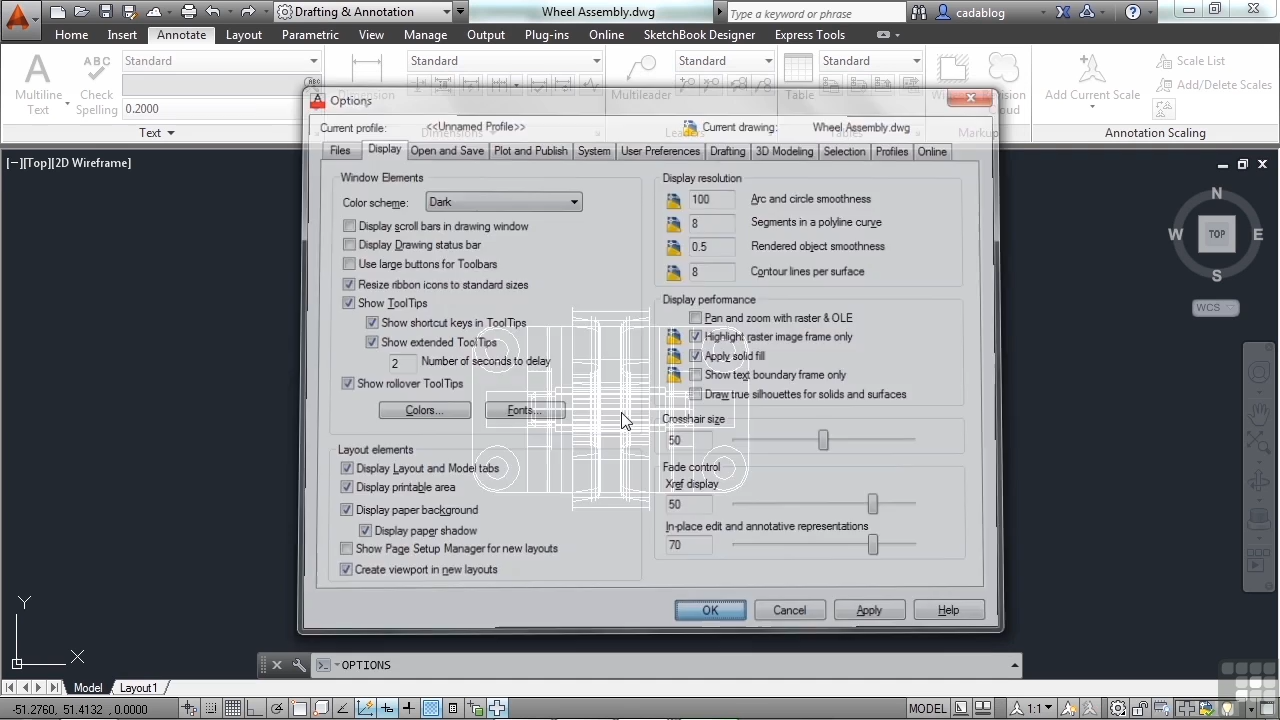 Drafting & Annotation
Wheel Assembly.dwg
Type a keyword or phrase
cadablog
Home Insert Annotate Layout Parametric View Manage Output Plug-ins Online SketchBook Designer Express Tools
Standard
Standard
Standard
Standard
Scale List
Multiline Text
ABC
Check Spelling
0.2000
Dimension
Multileader
Table
Cloud
Add Current Scale
Add/Delete Scales
Text
Markup
Annotation Scaling
Options
Current profile: <<Unnamed Profile>> Current drawing: Wheel Assembly.dwg
Files Display Open and Save Plot and Publish System User Preferences Drafting 3D Modeling Selection Profiles Online
[−][Top][2D Wireframe]
Window Elements
Color scheme: Dark
Display scroll bars in drawing window
Display Drawing status bar
Use large buttons for Toolbars
Resize ribbon icons to standard sizes
Show ToolTips
Show shortcut keys in ToolTips
Show extended ToolTips
2 Number of seconds to delay
Show rollover ToolTips
Colors... Fonts...
Layout elements
Display Layout and Model tabs
Display printable area
Display paper background
Display paper shadow
Show Page Setup Manager for new layouts
Create viewport in new layouts
Display resolution
100 Arc and circle smoothness
8 Segments in a polyline curve
0.5 Rendered object smoothness
8 Contour lines per surface
Display performance
Pan and zoom with raster & OLE
Highlight raster image frame only
Apply solid fill
Show text boundary frame only
Draw true silhouettes for solids and surfaces
Crosshair size
50
Fade control
Xref display
50
In-place edit and annotative representations
70
OK Cancel Apply Help
N
W TOP E
S
WCS
Y
X
OPTIONS
Model Layout1
-51.2760, 51.4132, 0.0000
MODEL
1:1